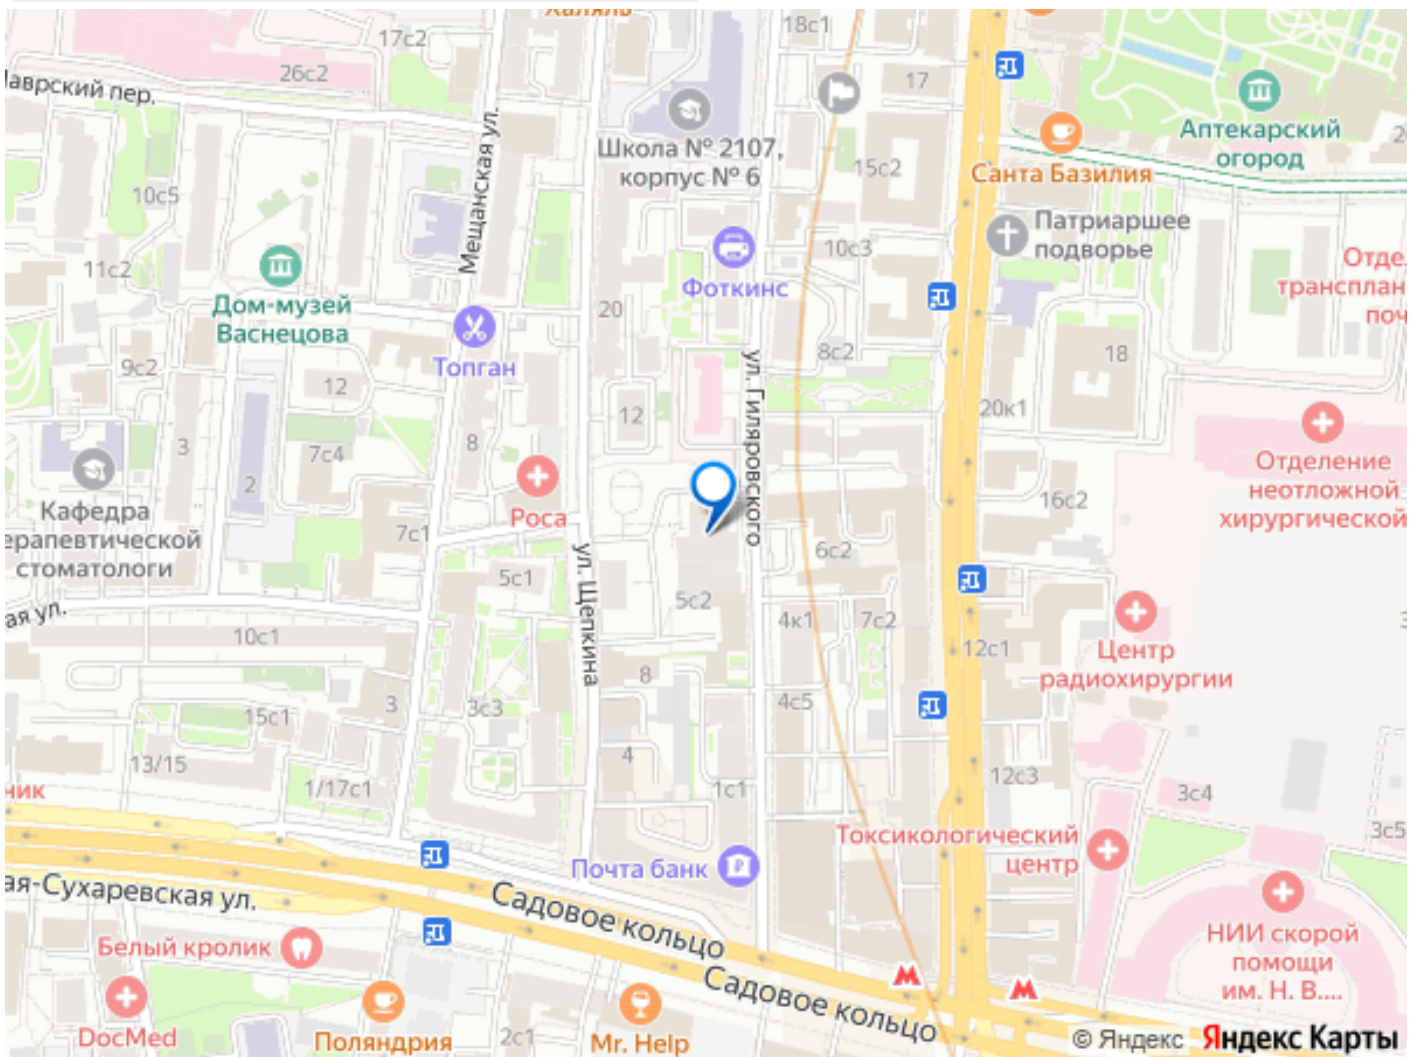 Халяль
18с1
17с2
26с2
17
Лаврский пер.
Аптекарский
огород
Школа № 2107,
корпус № 6
15с2
Санта Базилия
10с5
Мещанская ул.
Патриаршее
подворье
10с3
11с2
Фоткинс
Дом-музей
Васнецова
20
8с2
18
Топган
9с2
12
12
ул. Гиляровского
20к1
3
7с4
8
2
Отделение
неотложной
хирургической
16с2
Кафедра
терапевтической
стоматологи
Роса
7с1
6с2
ул. Щепкина
5с1
5с2
ая ул.
10с1
4к1
7с2
12с1
Центр
радиохирургии
8
3
3с3
15с1
4с5
13/15
4
1/17с1
1с1
12с3
3с4
3с5
ник
Токсикологический
центр
Почта банк
ая-Сухаревская ул.
Садовое кольцо
Белый кролик
НИИ скорой
помощи
им. Н. В....
Садовое кольцо
DocMed
Поляндрия
2с1
Mr. Help
© Яндекс Яндекс Карты